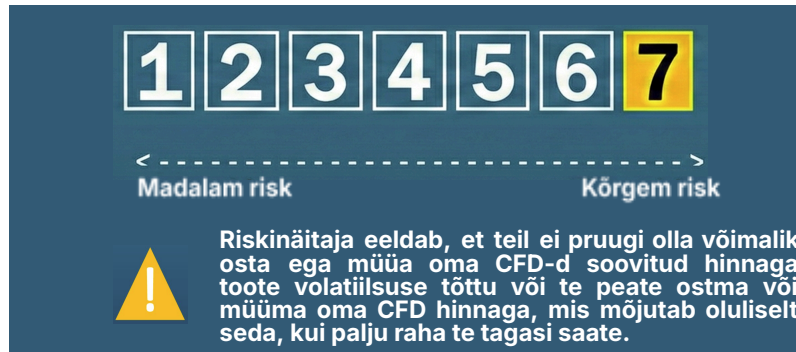 1 2 3 4 5 6 7
Madalam risk Kõrgem risk
Riskinäitaja eeldab, et teil ei pruugi olla võimalik
osta ega müüa oma CFD-d soovitud hinnaga
toote volatiilsuse tõttu või te peate ostma või
müüma oma CFD hinnaga, mis mõjutab oluliselt
seda, kui palju raha te tagasi saate.